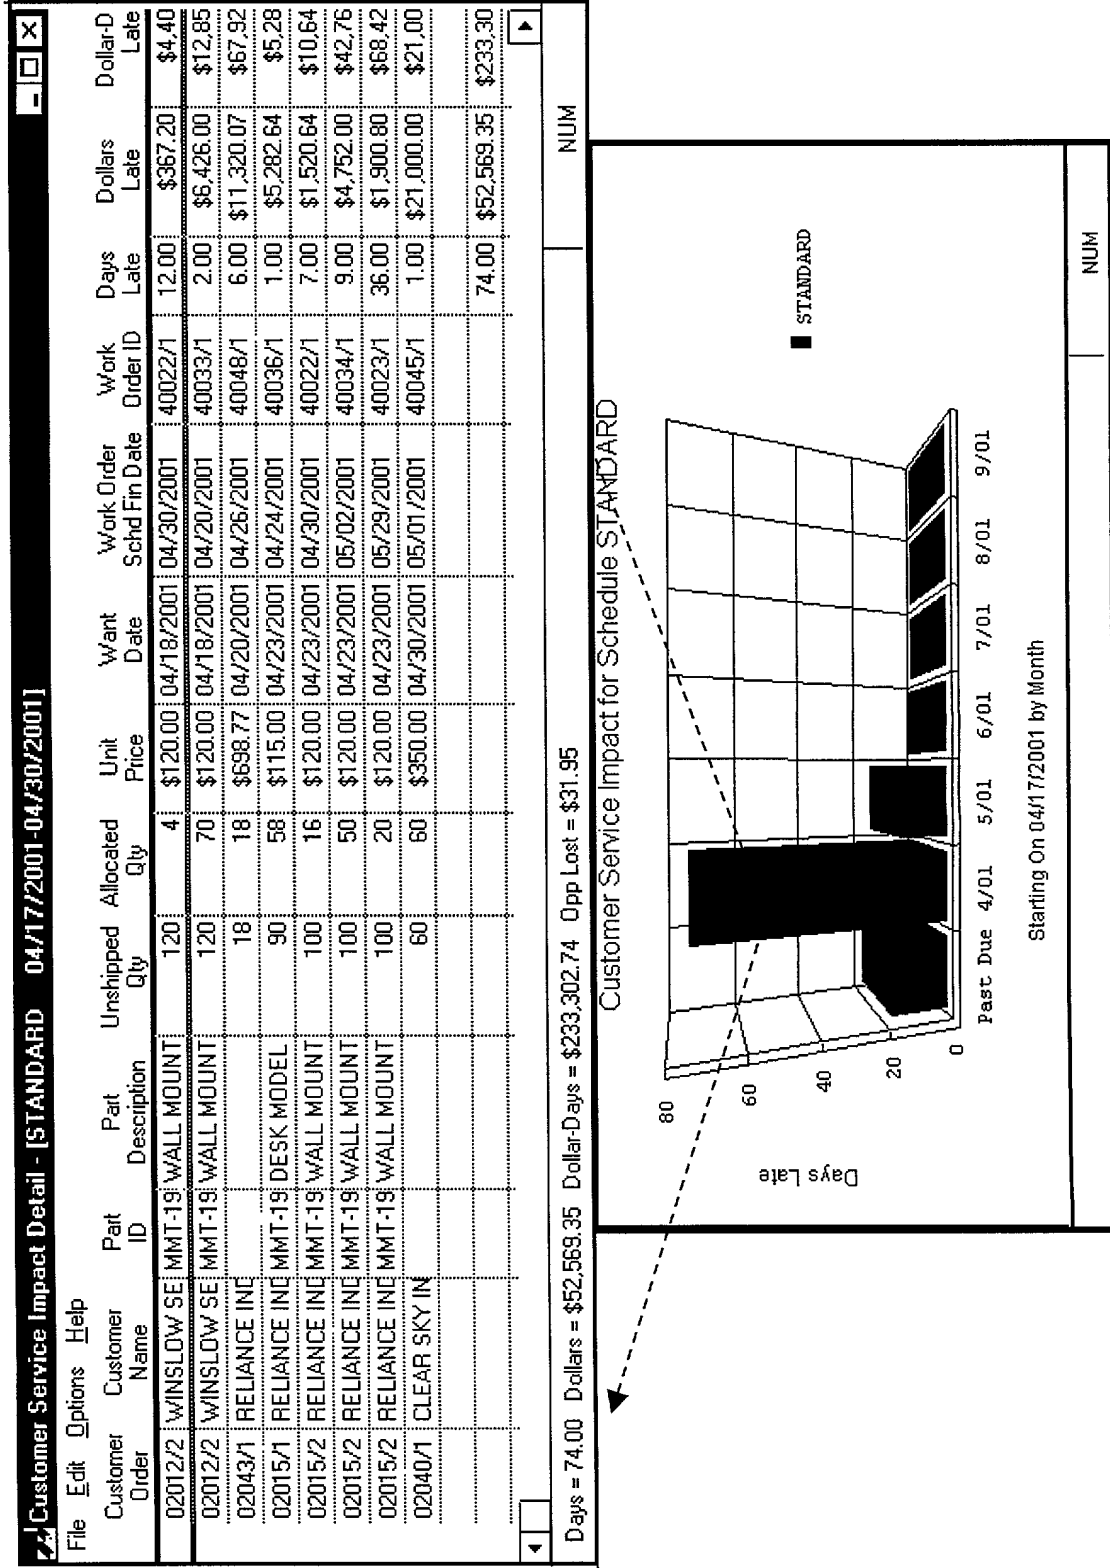 Customer Service Impact Detail - [STANDARD 04/17/2001-04/30/2001]
File Edit Options Help
Customer Order Customer Name Part ID Part Description Unshipped Qty Allocated Qty Unit Price Want Date Work Order Schd Fin Date Work Order ID Days Late Dollars Late Dollar-D Late
02012/2 WINSLOW SE MMT-19 WALL MOUNT 120 4 $120.00 04/18/2001 04/30/2001 40022/1 12.00 $367.20 $4,40
02012/2 WINSLOW SE MMT-19 WALL MOUNT 120 70 $120.00 04/18/2001 04/20/2001 40033/1 2.00 $6,426.00 $12,85
02043/1 RELIANCE IND 18 18 $698.77 04/20/2001 04/26/2001 40048/1 6.00 $11,320.07 $67,92
02015/1 RELIANCE IND MMT-19 DESK MODEL 90 58 $115.00 04/23/2001 04/24/2001 40036/1 1.00 $5,282.64 $5,28
02015/2 RELIANCE IND MMT-19 WALL MOUNT 100 16 $120.00 04/23/2001 04/30/2001 40022/1 7.00 $1,520.64 $10,64
02015/2 RELIANCE IND MMT-19 WALL MOUNT 100 50 $120.00 04/23/2001 05/02/2001 40034/1 9.00 $4,752.00 $42,76
02015/2 RELIANCE IND MMT-19 WALL MOUNT 100 20 $120.00 04/23/2001 05/29/2001 40023/1 36.00 $1,900.80 $68,42
02040/1 CLEAR SKY IN 60 60 $350.00 04/30/2001 05/01/2001 40045/1 1.00 $21,000.00 $21,00
74.00 $52,569.35 $233,30
Days = 74.00 Dollars = $52,569.35 Dollar-Days = $233,302.74 Opp Lost = $31.95
NUM
Customer Service Impact for Schedule STANDARD
80
60
40
20
0
Days Late
STANDARD
Past Due 4/01 5/01 6/01 7/01 8/01 9/01
Starting On 04/17/2001 by Month
NUM